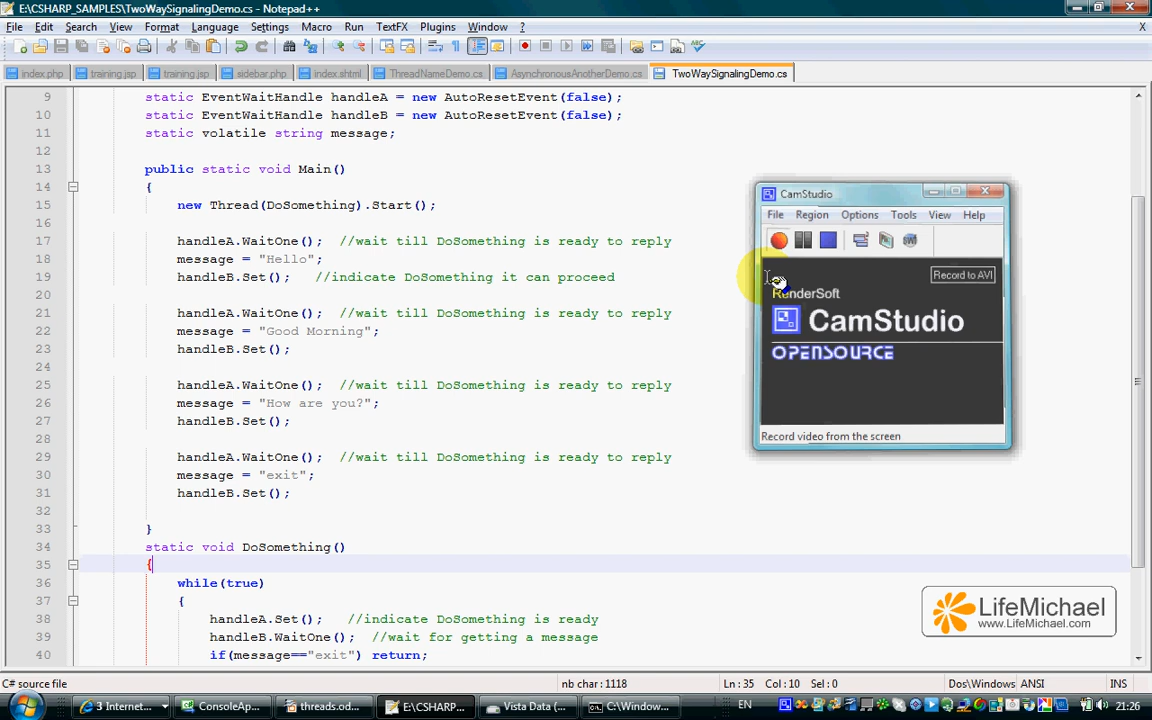 E:\CSHARP_SAMPLES\TwoWaySignalingDemo.cs - Notepad++
File Edit Search View Format Language Settings Macro Run TextFX Plugins Window ? X
index.php training.jsp training.jsp sidebar.php index.shtml ThreadNameDemo.cs AsynchronousAnotherDemo.cs TwoWaySignalingDemo.cs
9 static EventWaitHandle handleA = new AutoResetEvent(false);
10 static EventWaitHandle handleB = new AutoResetEvent(false);
11 static volatile string message;
12
13 public static void Main()
14 {
15 new Thread(DoSomething).Start();
16
17 handleA.WaitOne(); //wait till DoSomething is ready to reply
18 message = "Hello";
19 handleB.Set(); //indicate DoSomething it can proceed
20
21 handleA.WaitOne(); //wait till DoSomething is ready to reply
22 message = "Good Morning";
23 handleB.Set();
24
25 handleA.WaitOne(); //wait till DoSomething is ready to reply
26 message = "How are you?";
27 handleB.Set();
28
29 handleA.WaitOne(); //wait till DoSomething is ready to reply
30 message = "exit";
31 handleB.Set();
32
33 }
34 static void DoSomething()
35 {
36 while(true)
37 {
38 handleA.Set(); //indicate DoSomething is ready
39 handleB.WaitOne(); //wait for getting a message
40 if(message=="exit") return;
CamStudio
File Region Options Tools View Help
Record to AVI
RenderSoft
CamStudio
OPENSOURCE
Record video from the screen
LifeMichael
www.LifeMichael.com
C# source file nb char : 1118 Ln : 35 Col : 10 Sel : 0 Dos\Windows ANSI INS
3 Internet... ConsoleAp... threads.od... E:\CSHARP... Vista Data (... C:\Window... EN 21:26